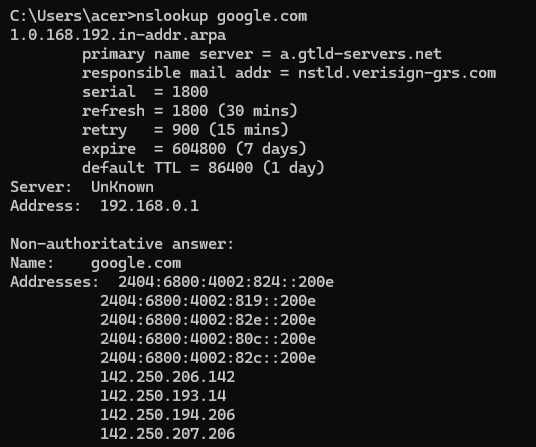 C:\Users\acer>nslookup google.com
1.0.168.192.in-addr.arpa
        primary name server = a.gtld-servers.net
        responsible mail addr = nstld.verisign-grs.com
        serial  = 1800
        refresh = 1800 (30 mins)
        retry   = 900 (15 mins)
        expire  = 604800 (7 days)
        default TTL = 86400 (1 day)
Server:  UnKnown
Address:  192.168.0.1

Non-authoritative answer:
Name:    google.com
Addresses:  2404:6800:4002:824::200e
          2404:6800:4002:819::200e
          2404:6800:4002:82e::200e
          2404:6800:4002:80c::200e
          2404:6800:4002:82c::200e
          142.250.206.142
          142.250.193.14
          142.250.194.206
          142.250.207.206